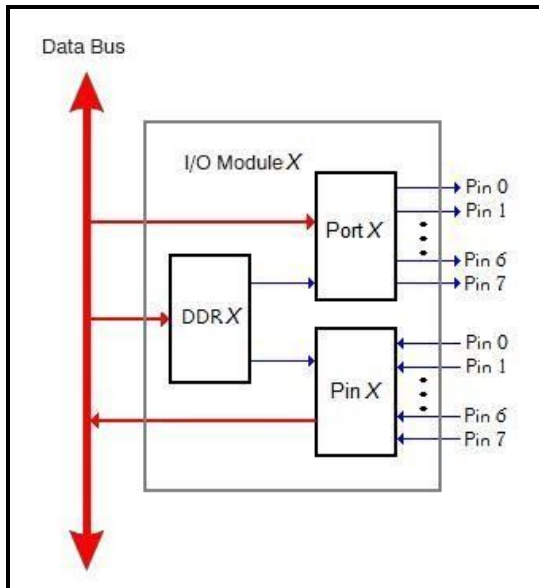 Data Bus
I/O Module X
Port X
Pin 0
Pin 1
Pin 6
Pin 7
DDR X
Pin X
Pin 0
Pin 1
Pin 6
Pin 7